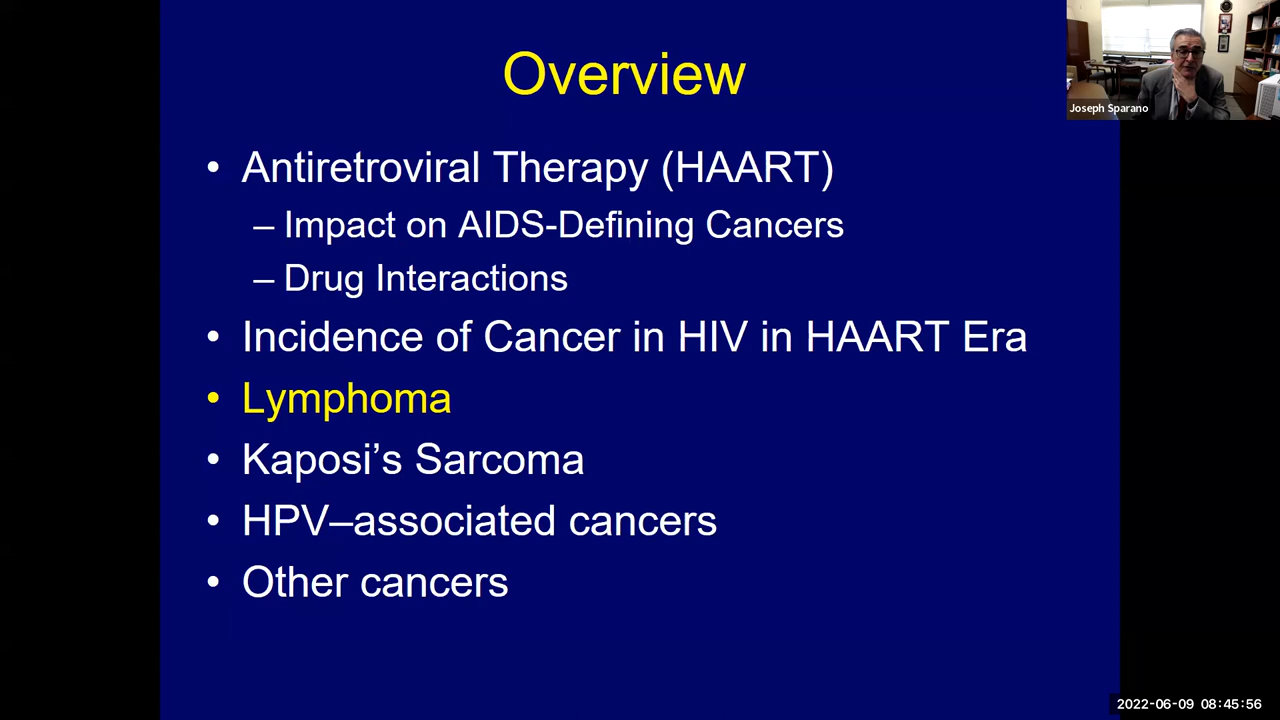 Overview
Joseph Sparano
• Antiretroviral Therapy (HAART)
– Impact on AIDS-Defining Cancers
– Drug Interactions
• Incidence of Cancer in HIV in HAART Era
• Lymphoma
• Kaposi’s Sarcoma
• HPV–associated cancers
• Other cancers
2022-06-09 08:45:56